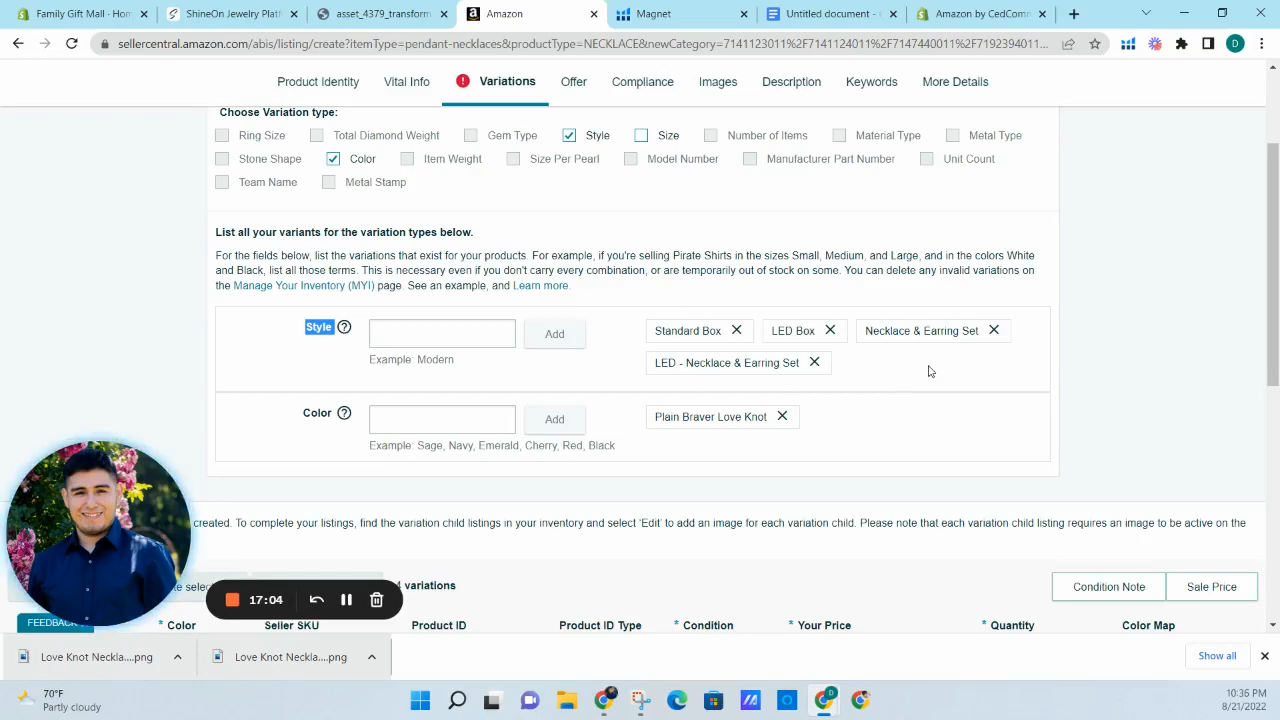 Family Gift Mall - Hom
ShineOn Jewelry Platf
asset_4379_transform
Amazon
Magnet
Untitled document -
Amazon by CedComm
sellercentral.amazon.com/abis/listing/create?itemType=pendant-necklaces&productType=NECKLACE&newCategory=7141123011%2F7141124011%2F7147440011%2F7192394011...
D
Product Identity
Vital Info
Variations
Offer
Compliance
Images
Description
Keywords
More Details
Choose Variation type:
Ring Size
Total Diamond Weight
Gem Type
Style
Size
Number of Items
Material Type
Metal Type
Stone Shape
Color
Item Weight
Size Per Pearl
Model Number
Manufacturer Part Number
Unit Count
Team Name
Metal Stamp
List all your variants for the variation types below.
For the fields below, list the variations that exist for your products. For example, if you're selling Pirate Shirts in the sizes Small, Medium, and Large, and in the colors White
and Black, list all those terms. This is necessary even if you don't carry every combination, or are temporarily out of stock on some. You can delete any invalid variations on
the Manage Your Inventory (MYI) page. See an example, and Learn more.
Style
Add
Standard Box
LED Box
Necklace & Earring Set
Example: Modern
LED - Necklace & Earring Set
Color
Add
Plain Braver Love Knot
Example: Sage, Navy, Emerald, Cherry, Red, Black
created. To complete your listings, find the variation child listings in your inventory and select 'Edit' to add an image for each variation child. Please note that each variation child listing requires an image to be active on the
variations
Condition Note
Sale Price
17:04
FEEDBACK
* Color
Seller SKU
Product ID
Product ID Type
* Condition
* Your Price
* Quantity
Color Map
Love Knot Neckla....png
Love Knot Neckla....png
Show all
70°F
Partly cloudy
10:36 PM
8/21/2022